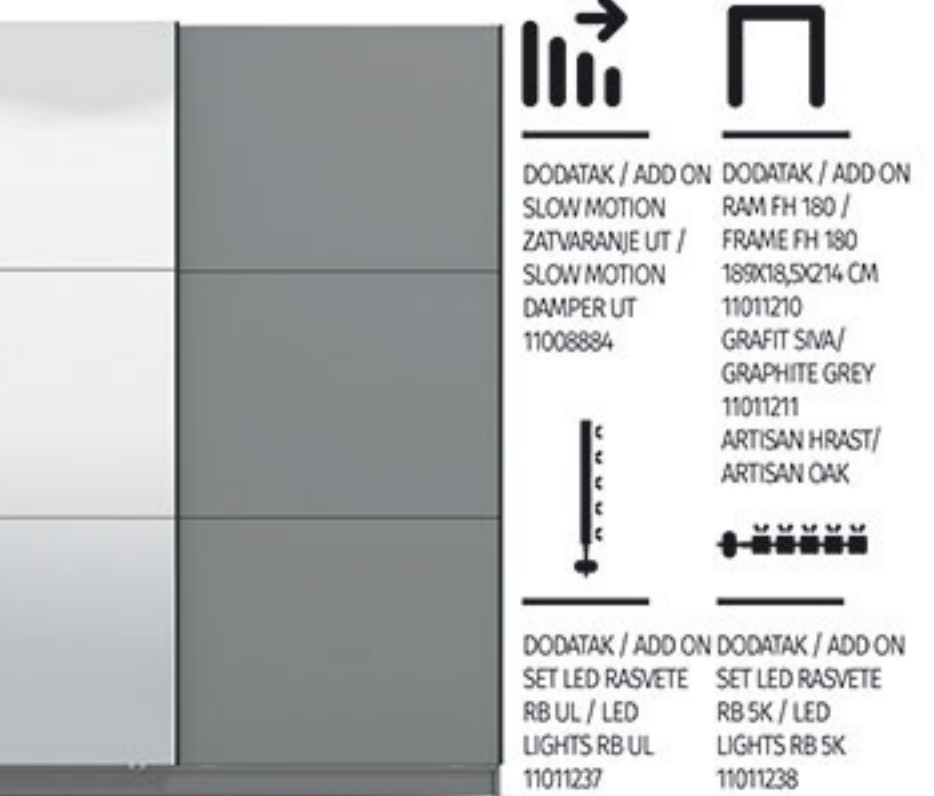 DODATAK / ADD ON
SLOW MOTION
ZATVARANJE UT /
SLOW MOTION
DAMPER UT
11008884
DODATAK / ADD ON
RAM FH 180 /
FRAME FH 180
189X18,5X214 CM
11011210
GRAFIT SIVA/
GRAPHITE GREY
11011211
ARTISAN HRAST/
ARTISAN OAK
DODATAK / ADD ON
SET LED RASVETE
RB UL / LED
LIGHTS RB UL
11011237
DODATAK / ADD ON
SET LED RASVETE
RB 5K / LED
LIGHTS RB 5K
11011238